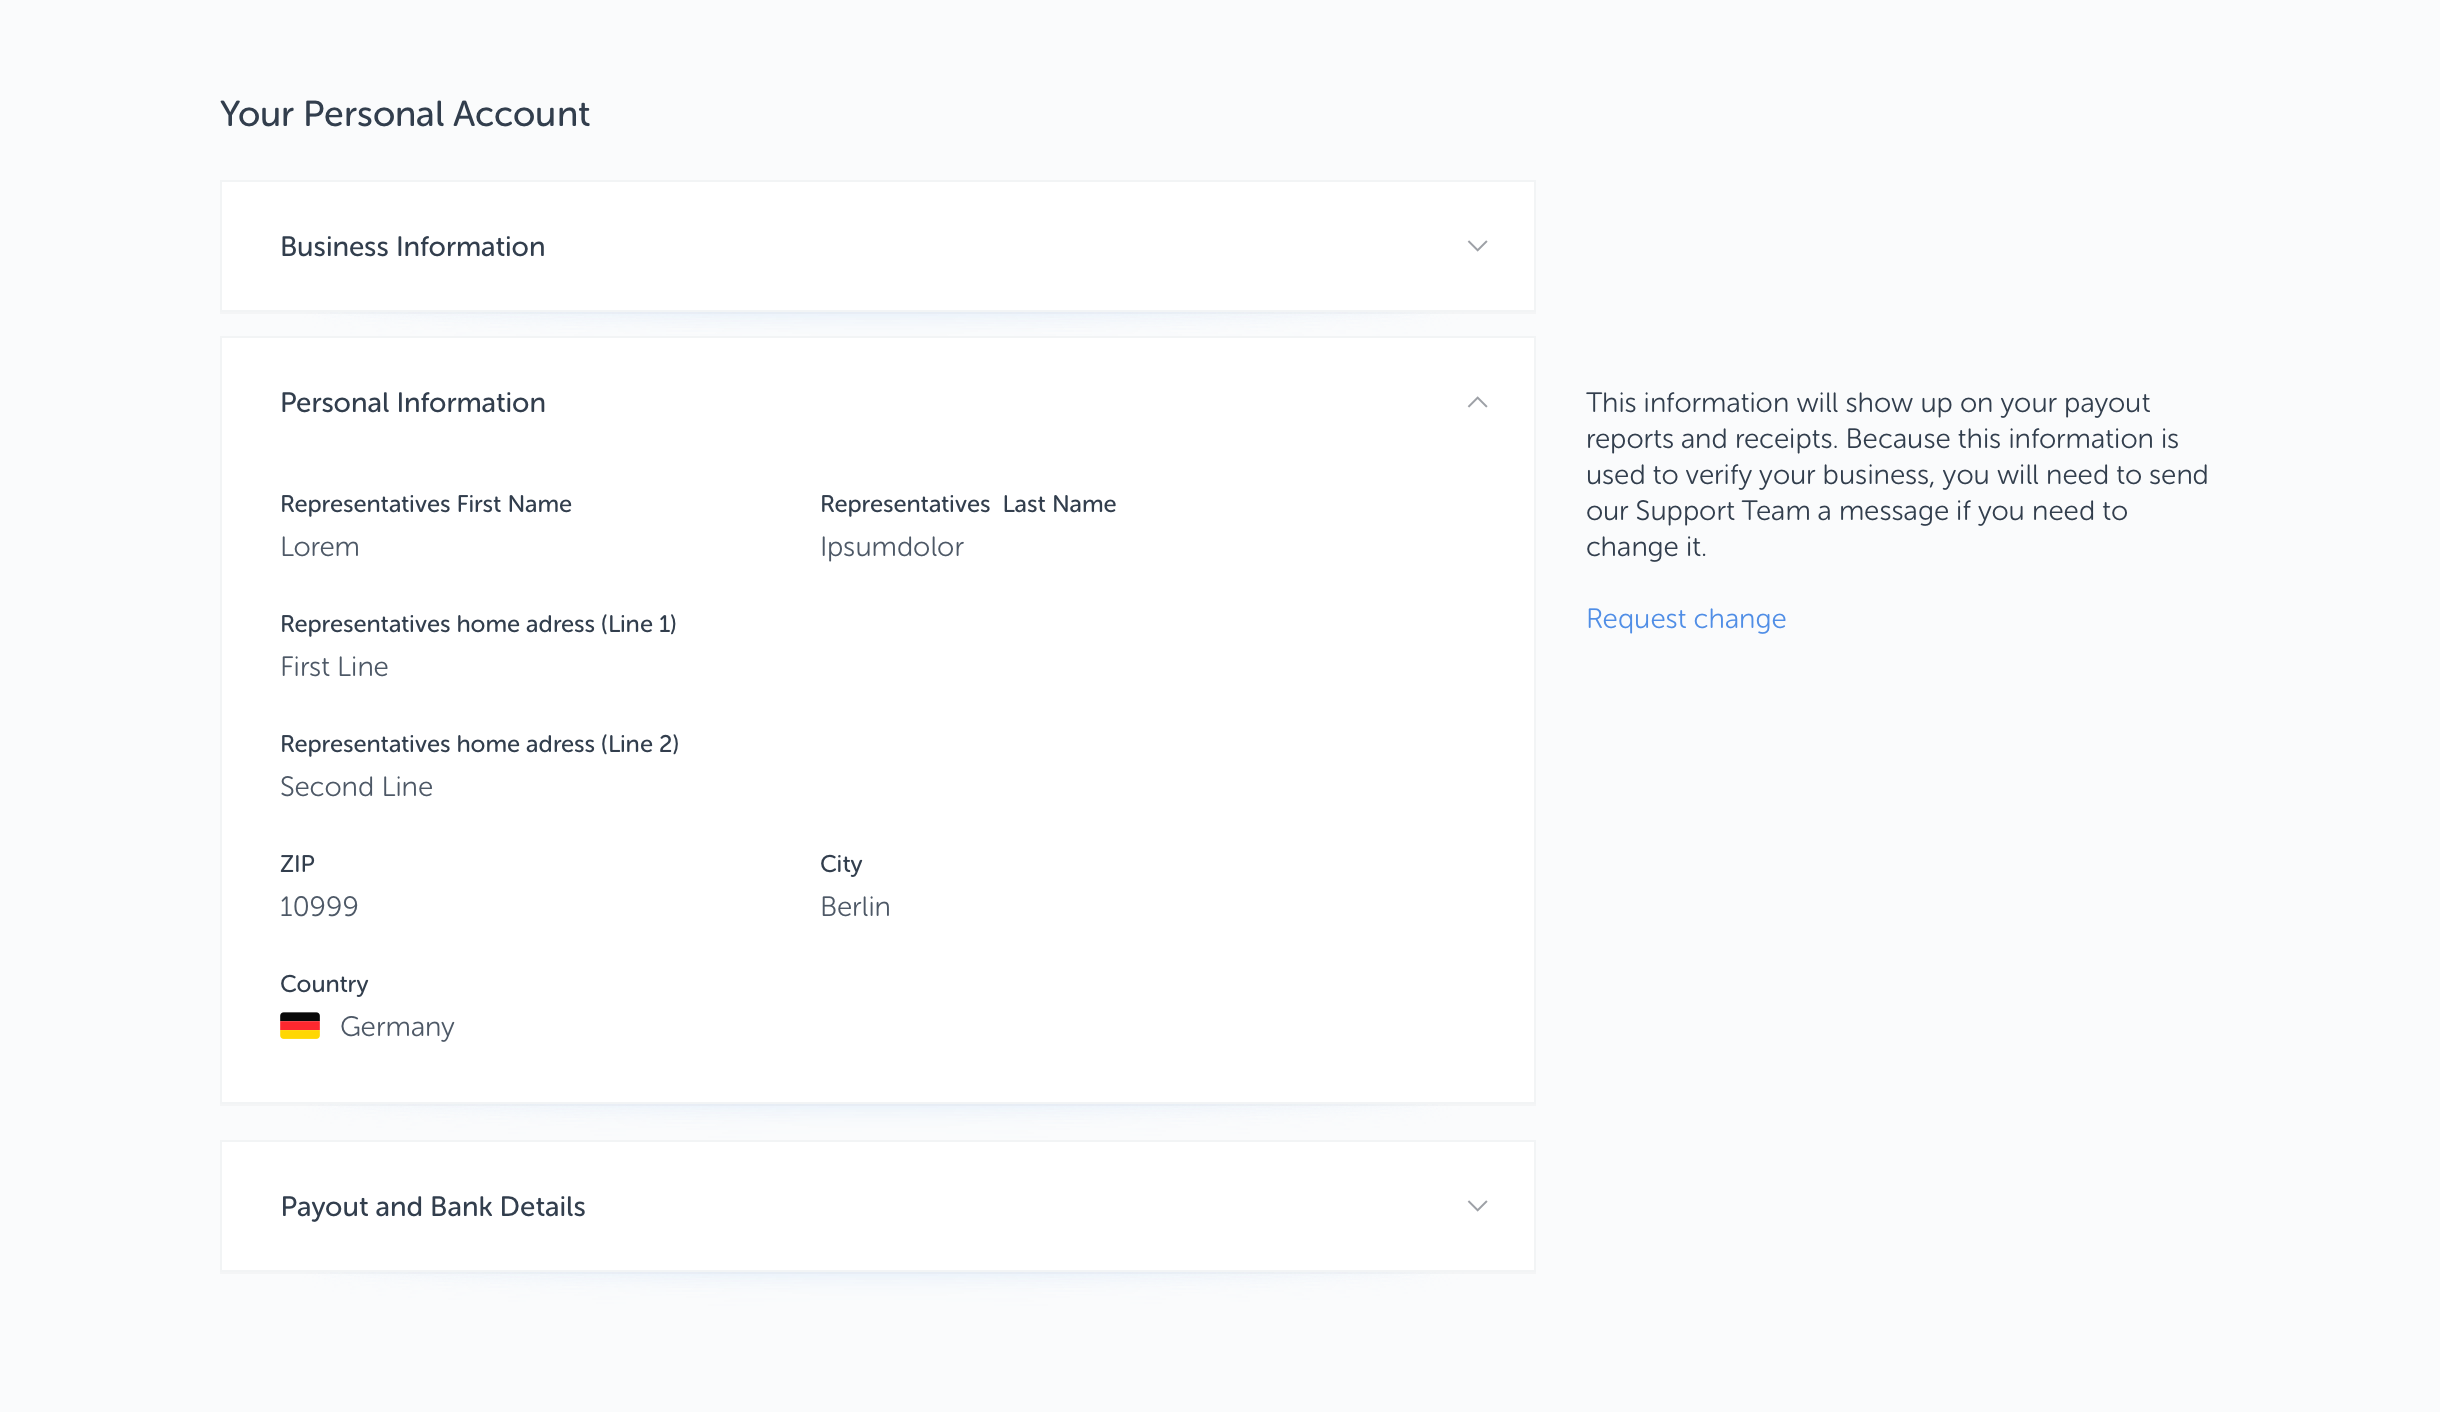 Your Personal Account
Business Information
Personal Information
Representatives First Name
Lorem
Representatives  Last Name
Ipsumdolor
Representatives home adress (Line 1)
First Line
Representatives home adress (Line 2)
Second Line
ZIP
10999
City
Berlin
Country
Germany
This information will show up on your payout
reports and receipts. Because this information is
used to verify your business, you will need to send
our Support Team a message if you need to
change it.
Request change
Payout and Bank Details